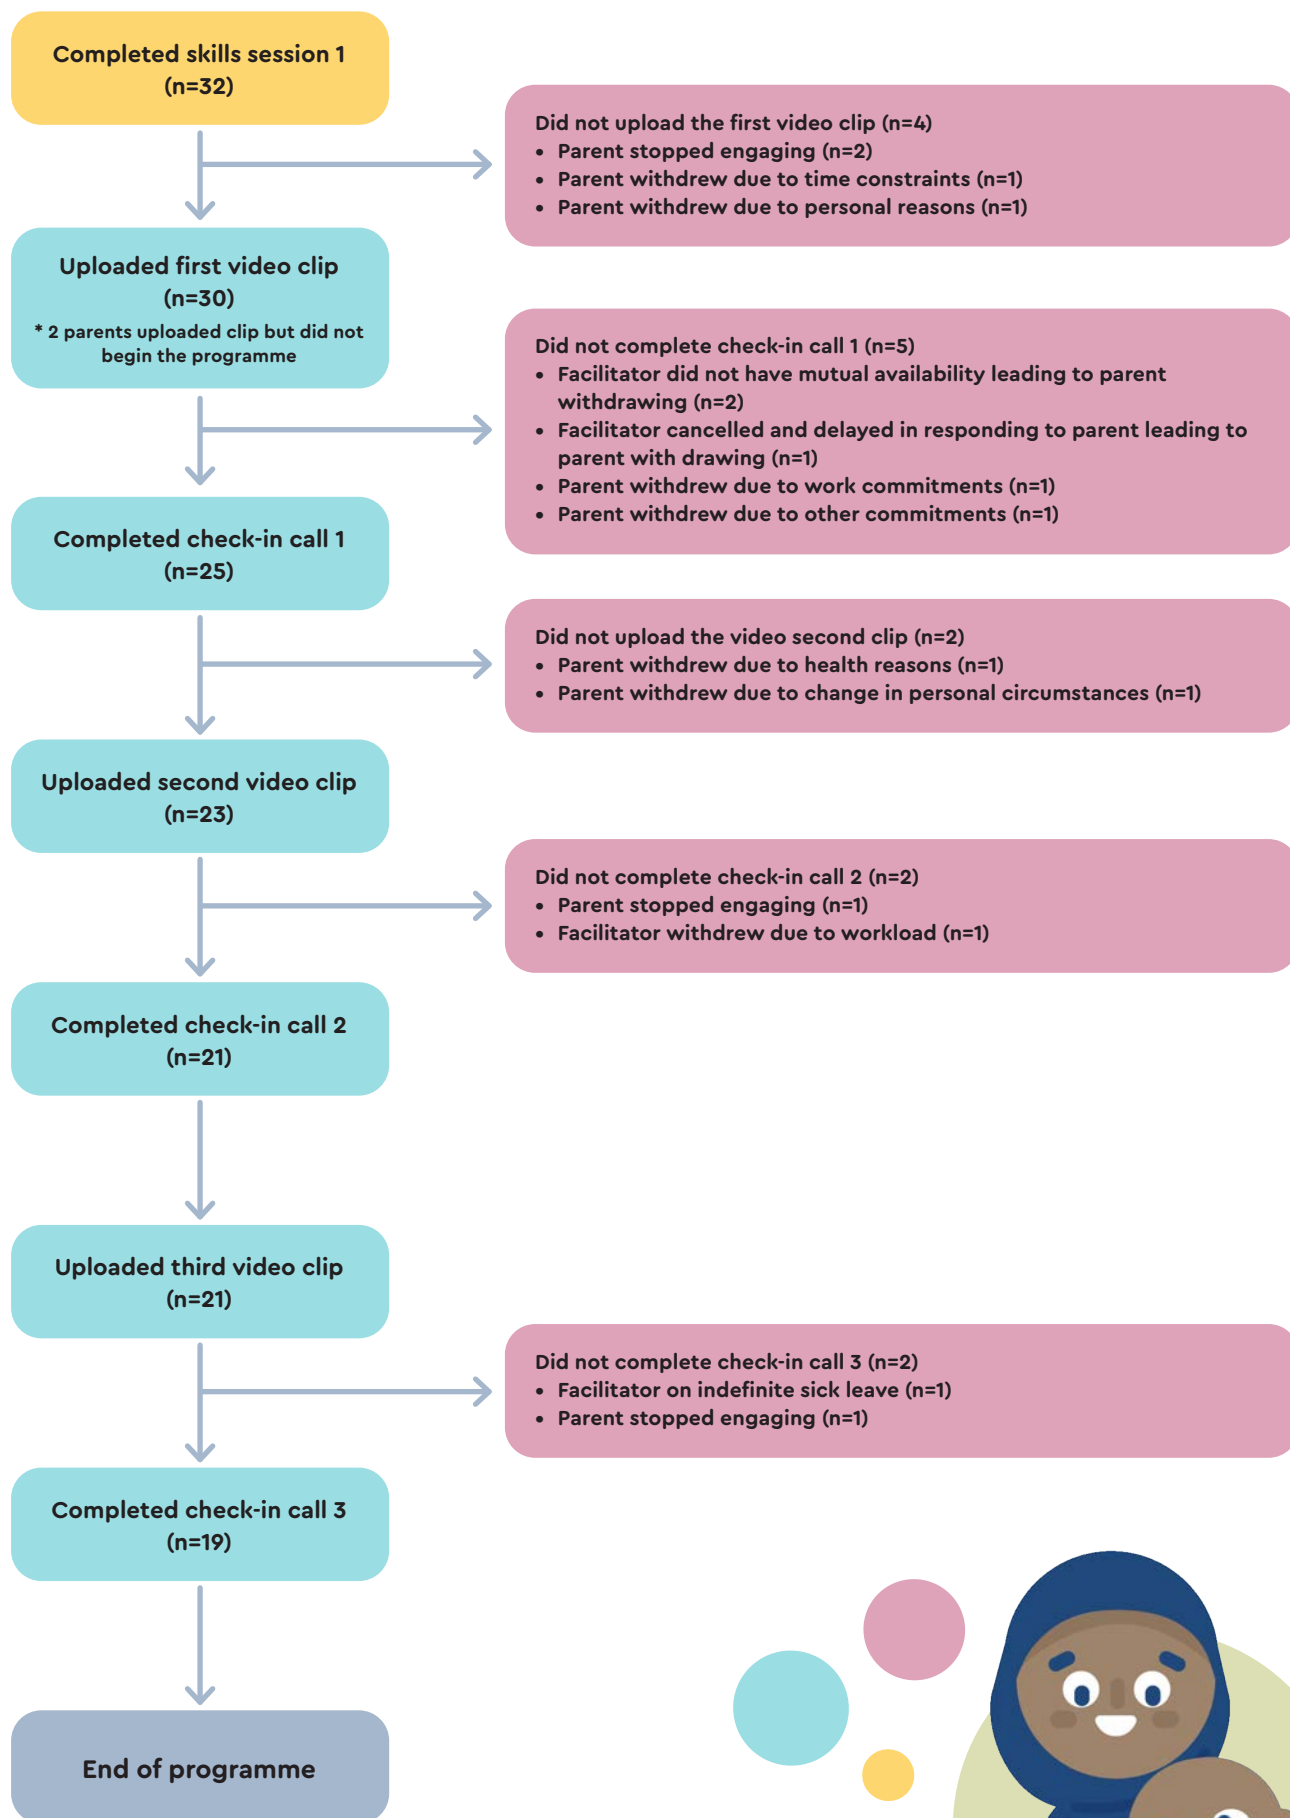 Completed skills session 1
(n=32)
Did not upload the first video clip (n=4)
• Parent stopped engaging (n=2)
• Parent withdrew due to time constraints (n=1)
• Parent withdrew due to personal reasons (n=1)
Uploaded first video clip
(n=30)
* 2 parents uploaded clip but did not
begin the programme
Did not complete check-in call 1 (n=5)
• Facilitator did not have mutual availability leading to parent
withdrawing (n=2)
• Facilitator cancelled and delayed in responding to parent leading to
parent with drawing (n=1)
• Parent withdrew due to work commitments (n=1)
• Parent withdrew due to other commitments (n=1)
Completed check-in call 1
(n=25)
Did not upload the video second clip (n=2)
• Parent withdrew due to health reasons (n=1)
• Parent withdrew due to change in personal circumstances (n=1)
Uploaded second video clip
(n=23)
Did not complete check-in call 2 (n=2)
• Parent stopped engaging (n=1)
• Facilitator withdrew due to workload (n=1)
Completed check-in call 2
(n=21)
Uploaded third video clip
(n=21)
Did not complete check-in call 3 (n=2)
• Facilitator on indefinite sick leave (n=1)
• Parent stopped engaging (n=1)
Completed check-in call 3
(n=19)
End of programme